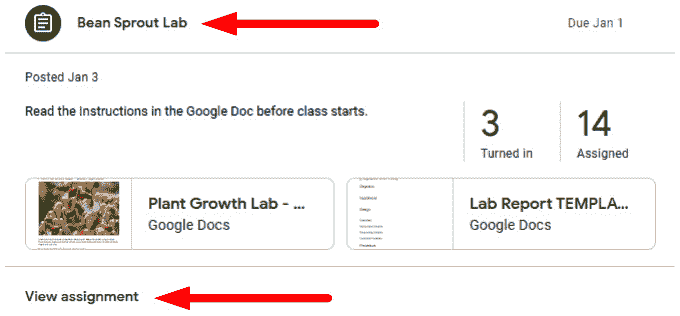 Bean Sprout Lab
Due Jan 1
Posted Jan 3
Read the Instructions in the Google Doc before class starts.
3
Turned in
14
Assigned
Plant Growth Lab - ...
Google Docs
Lab Report TEMPLA...
Google Docs
View assignment